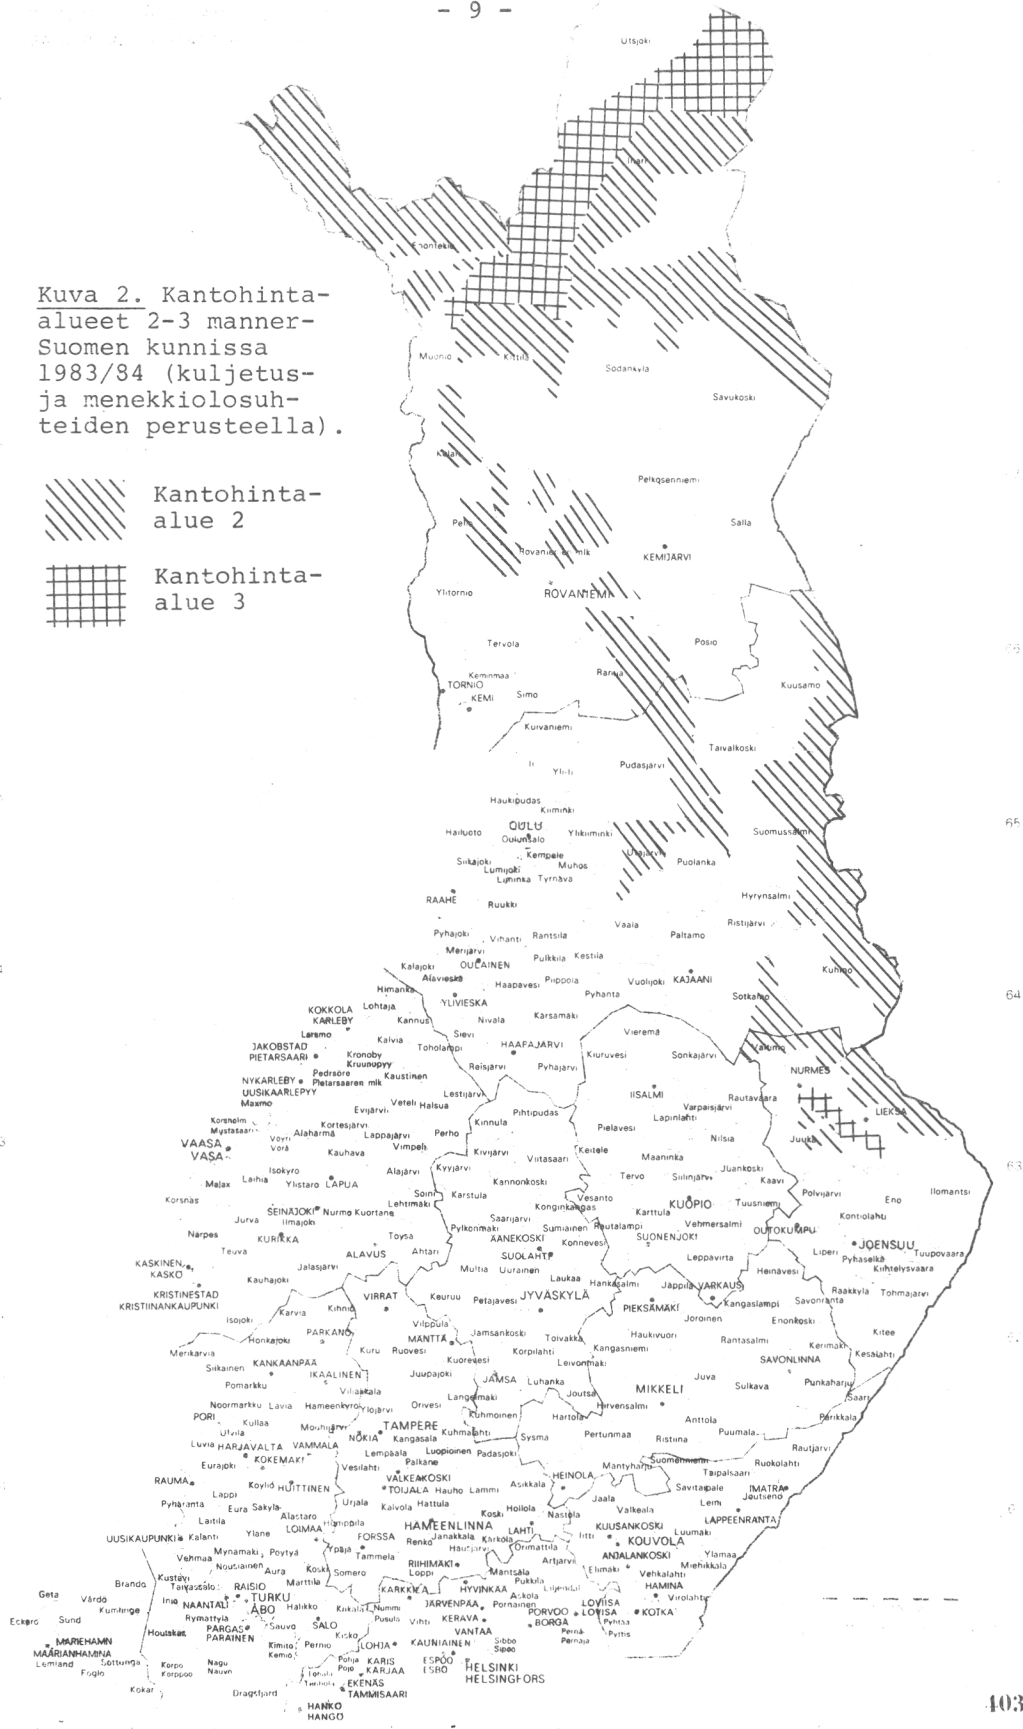 - 9 -
Utsjoki
Inari
Enontekiö
Kuva 2. Kantohinta-
alueet 2-3 manner-
Suomen kunnissa
1983/84 (kuljetus-
ja menekkiolosuh-
teiden perusteella).
Kantohinta-
alue 2
Kantohinta-
alue 3
Muonio Kittilä
Sodankylä
Savukoski
Kolari
Pelkosenniemi
Pello
Salla
Rovaniemen mlk
KEMIJÄRVI
Ylitornio
ROVANIEMI
Tervola
Posio
66
Keminmaa
Ranua
TORNIO
Kuusamo
KEMI
Simo
Kuivaniemi
Taivalkoski
Ii
Yli-Ii
Pudasjärvi
Haukipudas
Kiiminki
65
Hailuoto
OULU
Oulunsalo
Ylikiiminki
Suomussalmi
Siikajoki
Kempele
Utajärvi
Lumijoki
Muhos
Puolanka
Liminka Tyrnävä
RAAHE
Ruukki
Hyrynsalmi
Vaala
Ristijärvi
Pyhäjoki
Vihanti
Rantsila
Paltamo
Merijärvi
Pulkkila
Kestilä
Kalajoki
OULAINEN
Kuhmo
Alavieska
Haapavesi
Piippola
Vuolijoki
KAJAANI
Himanka
Pyhäntä
Sotkamo
64
KOKKOLA
KARLEBY
Lohtaja
YLIVIESKA
Kannus
Nivala
Kärsämäki
Larsmo
Sievi
Vieremä
JAKOBSTAD
PIETARSAARI
Kälviä
Toholampi
HAAPAJÄRVI
Valtimo
Kronoby
Kruunupyy
Kiuruvesi
Sonkajärvi
Reisjärvi
Pyhäjärvi
NURMES
Pedersöre
Pietarsaaren mlk
Kaustinen
NYKARLEBY
UUSIKAARLEPYY
Lestijärvi
IISALMI
Rautavaara
Maxmo
Veteli
Halsua
Varpaisjärvi
Evijärvi
Pihtipudas
LIEKSA
Korsholm
Mustasaari
Kortesjärvi
Kinnula
Lapinlahti
Vörå
Alahärmä
Lappajärvi
Perho
Pielavesi
Nilsiä
Juuka
VAASA
VASA
Kauhava
Vimpeli
Kivijärvi
Viitasaari
Keitele
Maaninka
63
Isokyrö
Alajärvi
Kyyjärvi
Juankoski
Malax
Laihia
Ylistaro LAPUA
Kannonkoski
Tervo
Siilinjärvi
Kaavi
Korsnäs
Soini
Karstula
Vesanto
Polvijärvi
Eno
Ilomantsi
SEINÄJOKI Nurmo Kuortane
Lehtimäki
Konginkangas
KUOPIO
Tuusniemi
Jurva
Ilmajoki
Saarijärvi
Karttula
Kontiolahti
Närpes
KURIKKA
Töysä
Pylkönmäki
Sumiainen Rautalampi
Vehmersalmi
OUTOKUMPU
Teuva
ALAVUS
Ähtäri
ÄÄNEKOSKI
Konnevesi
SUONENJOKI
JOENSUU
SUOLAHTI
Leppävirta
Liperi
Pyhäselkä
Tuupovaara
KASKINEN
KASKÖ
Jalasjärvi
Multia
Uurainen
Heinävesi
Kiihtelysvaara
Kauhajoki
Laukaa
Hankasalmi
Jäppilä VARKAUS
Rääkkylä
Tohmajärvi
KRISTINESTAD
KRISTIINANKAUPUNKI
VIRRAT
Keuruu
Petäjävesi
JYVÄSKYLÄ
PIEKSÄMÄKI
Kangaslampi
Savonranta
Isojoki
Karvia
Kihniö
Joroinen
Enonkoski
PARKANO
Vilppula
Jämsänkoski
Toivakka
Haukivuori
Kitee
Honkajoki
MÄNTTÄ
Rantasalmi
Merikarvia
Kuru
Ruovesi
Korpilahti
Kangasniemi
Kerimäki
Kesälahti
Siikainen
KANKAANPÄÄ
Kuorevesi
Leivonmäki
SAVONLINNA
IKAALINEN
Juupajoki
JÄMSÄ
Luhanka
Juva
Punkaharju
Pomarkku
Viljakkala
Joutsa
MIKKELI
Sulkava
Saari
Noormarkku Lavia Hämeenkyrö
Ylöjärvi
Orivesi
Längelmäki
Hirvensalmi
PORI
Kullaa
TAMPERE
Kuhmoinen
Hartola
Anttola
Parikkala
Ulvila
Mouhijärvi
NOKIA
Kangasala
Kuhmalahti
Sysmä
Pertunmaa
Ristiina
Puumala
Luvia HARJAVALTA
VAMMALA
Lempäälä
Luopioinen
Padasjoki
Rautjärvi
KOKEMÄKI
Vesilahti
Pälkäne
Mäntyharju
Suomenniemi
Ruokolahti
Eurajoki
VALKEAKOSKI
HEINOLA
Taipalsaari
RAUMA
Köyliö HUITTINEN
TOIJALA Hauho Lammi
Asikkala
Savitaipale
IMATRA
Lappi
Jaala
Lemi
Joutseno
Pyhäranta
Eura
Säkylä
Urjala
Kalvola
Hattula
Hollola
Valkeala
LAPPEENRANTA
Laitila
Alastaro
Koski
Nastola
Humppila
HÄMEENLINNA
LAHTI
KUUSANKOSKI
Luumäki
UUSIKAUPUNKI Kalanti
Yläne
LOIMAA
FORSSA
Janakkala
Kärkölä
Iitti
KOUVOLA
Renko
Hausjärvi
Orimattila
Ypäjä
Mynämäki
Pöytyä
Tammela
Artjärvi
ANJALANKOSKI
Ylämaa
Vehmaa
RIIHIMÄKI
Nousiainen
Aura
Koski
Somero
Loppi
Mäntsälä
Elimäki
Vehkalahti
Miehikkälä
Kustavi
Taivassalo
Marttila
Pukkila
Liljendal
HAMINA
Brändö
RAISIO
KARKKILA
HYVINKÄÄ
Geta
Vårdö
Iniö
NAANTALI
TURKU
ÅBO
Askola
LOVIISA
LOVISA
Virolahti
Kumlinge
Halikko
Kiikala
Nummi
JÄRVENPÄÄ
Pornainen
Eckerö
Sund
Rymättylä
PORVOO
BORGÅ
KOTKA
Houtskär
PARGAS
PARAINEN
Sauvo
SALO
Pusula
Vihti
KERAVA
Pyhtää
Pyttis
Kisko
VANTAA
Pernå
Pernaja
MARIEHAMN
MAARIANHAMINA
Kimito
Kemiö
Perniö
LOHJA
KAUNIAINEN
Sibbo
Sipoo
Lemland
Sottunga
Korpo
Korppoo
Nagu
Nauvo
Pohja
Pojo
KARIS
KARJAA
ESPOO
ESBO
HELSINKI
HELSINGFORS
Föglö
Tenhola
EKENÄS
TAMMISAARI
Kökar
Dragsfjärd
HANKO
HANGÖ
403